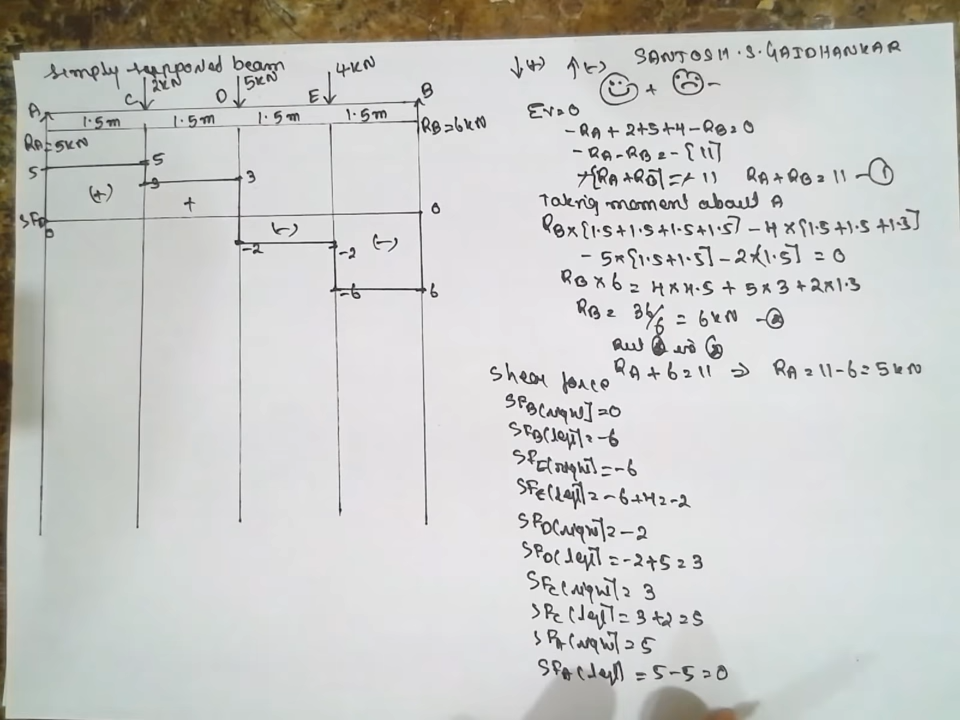 Simply supported beam
2kN 5kN 4kN
A C D E B
1.5m 1.5m 1.5m 1.5m
RA=5kN RB=6kN
5 5
3 3
(+) +
SFD 0 0
(-) (-)
-2 -2
-6 6
↓(+) ↑(-) SANTOSH.S.GAIDHANKAR
+ -
Σv=0
-RA+2+5+4-RB=0
-RA-RB=-[11]
-[RA+RB]=-11 RA+RB=11-①
Taking moment about A
RB×[1.5+1.5+1.5+1.5]-4×[1.5+1.5+1.5]
-5×[1.5+1.5]-2×[1.5]=0
RB×6=4×4.5+5×3+2×1.5
RB=36/6=6kN-②
RA+6=11 ⇒ RA=11-6=5kN
Shear force
SFB(right)=0
SFB(left)=-6
SFE(right)=-6
SFE(left)=-6+4=-2
SFD(right)=-2
SFD(left)=-2+5=3
SFC(right)=3
SFC(left)=3+2=5
SFA(right)=5
SFA(left)=5-5=0